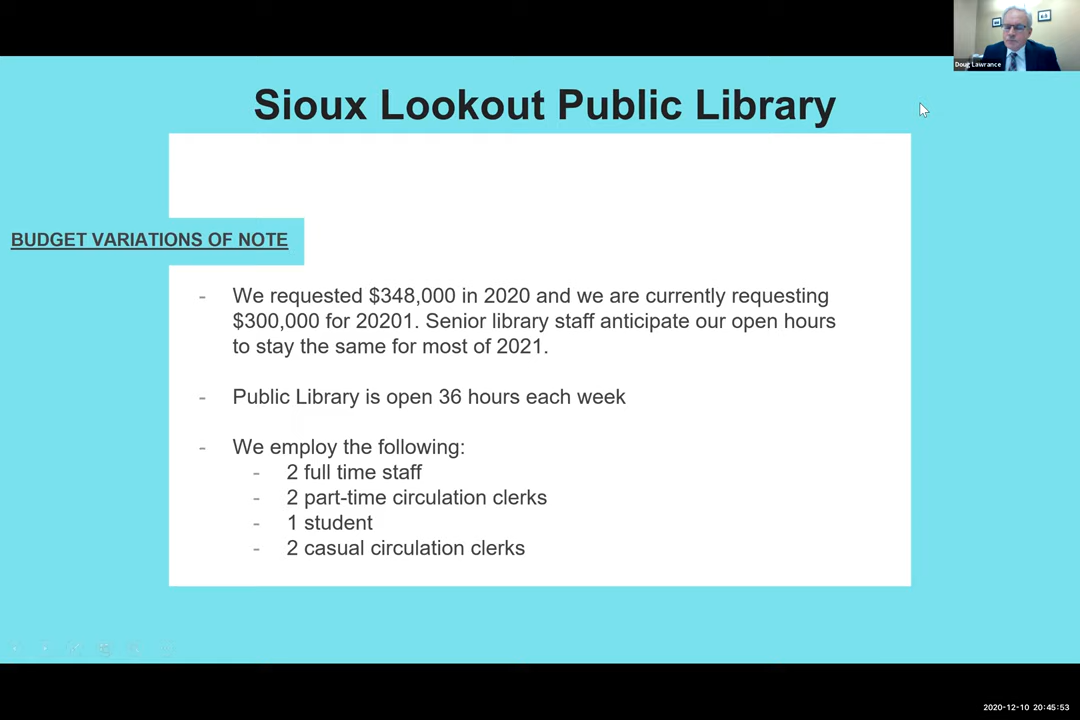 Doug Lawrance
Sioux Lookout Public Library
BUDGET VARIATIONS OF NOTE
- We requested $348,000 in 2020 and we are currently requesting
$300,000 for 20201. Senior library staff anticipate our open hours
to stay the same for most of 2021.
- Public Library is open 36 hours each week
- We employ the following:
- 2 full time staff
- 2 part-time circulation clerks
- 1 student
- 2 casual circulation clerks
2020-12-10 20:45:53